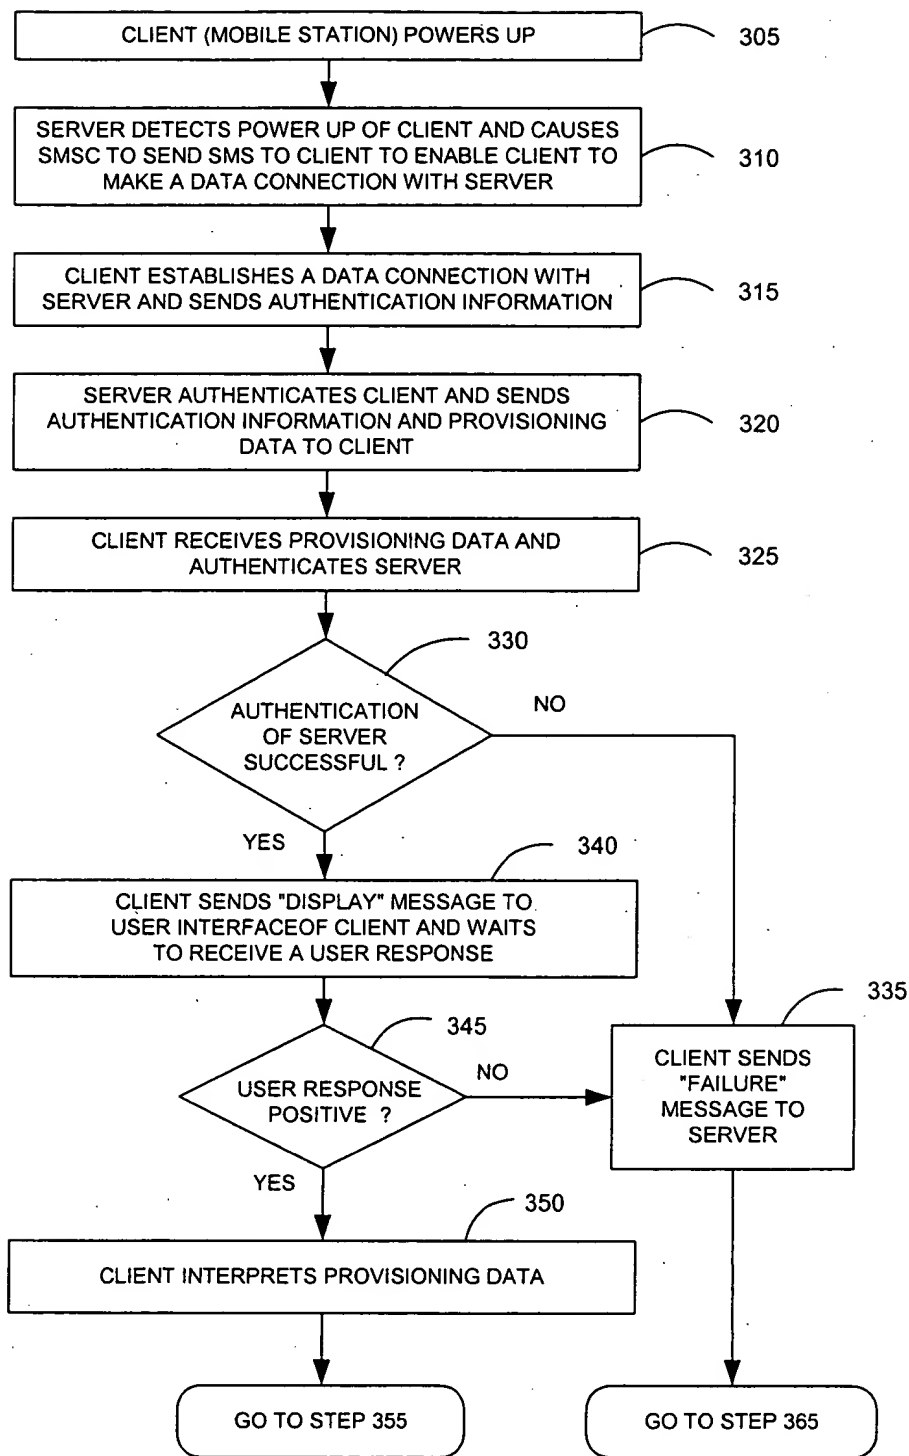 CLIENT (MOBILE STATION) POWERS UP
305
SERVER DETECTS POWER UP OF CLIENT AND CAUSES
SMSC TO SEND SMS TO CLIENT TO ENABLE CLIENT TO
MAKE A DATA CONNECTION WITH SERVER
310
CLIENT ESTABLISHES A DATA CONNECTION WITH
SERVER AND SENDS AUTHENTICATION INFORMATION
315
SERVER AUTHENTICATES CLIENT AND SENDS
AUTHENTICATION INFORMATION AND PROVISIONING
DATA TO CLIENT
320
CLIENT RECEIVES PROVISIONING DATA AND
AUTHENTICATES SERVER
325
330
AUTHENTICATION
OF SERVER
SUCCESSFUL ?
NO
YES
340
CLIENT SENDS "DISPLAY" MESSAGE TO
USER INTERFACEOF CLIENT AND WAITS
TO RECEIVE A USER RESPONSE
335
345
USER RESPONSE
POSITIVE ?
NO
CLIENT SENDS
"FAILURE"
MESSAGE TO
SERVER
YES
350
CLIENT INTERPRETS PROVISIONING DATA
GO TO STEP 355
GO TO STEP 365